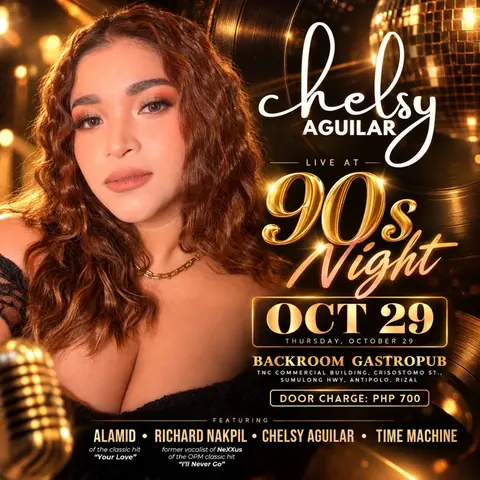 chelsy
AGUILAR
LIVE AT
90s
Night
OCT 29
THURSDAY, OCTOBER 29
BACKROOM GASTROPUB
TNC COMMERCIAL BUILDING, CRISOSTOMO ST.,
SUMULONG HWY, ANTIPOLO, RIZAL
DOOR CHARGE: PHP 700
FEATURING
ALAMID • RICHARD NAKPIL • CHELSY AGUILAR • TIME MACHINE
of the classic hit
"Your Love"
former vocalist of NeXXus
of the OPM classic hit
"I'll Never Go"